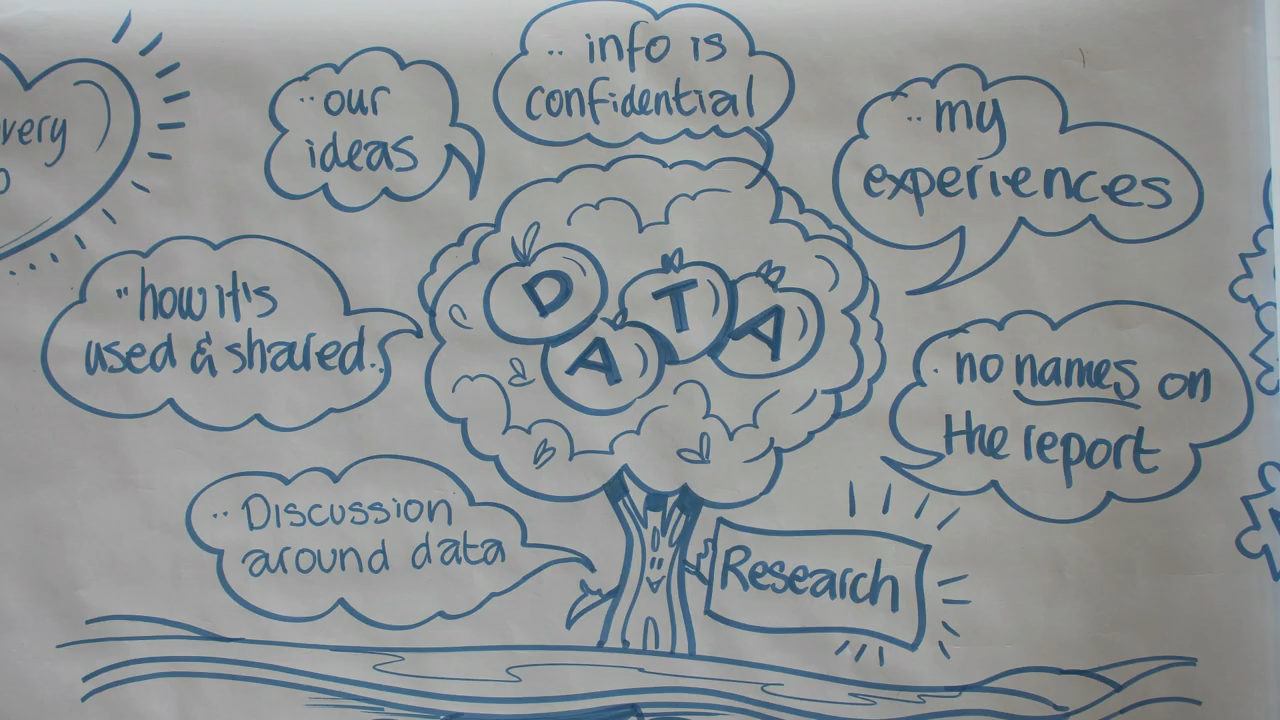 very
.. our
ideas
.. info is
confidential
.. my
experiences
.. how it's
used & shared..
DATA
. no names on
the report
.. Discussion
around data
Research